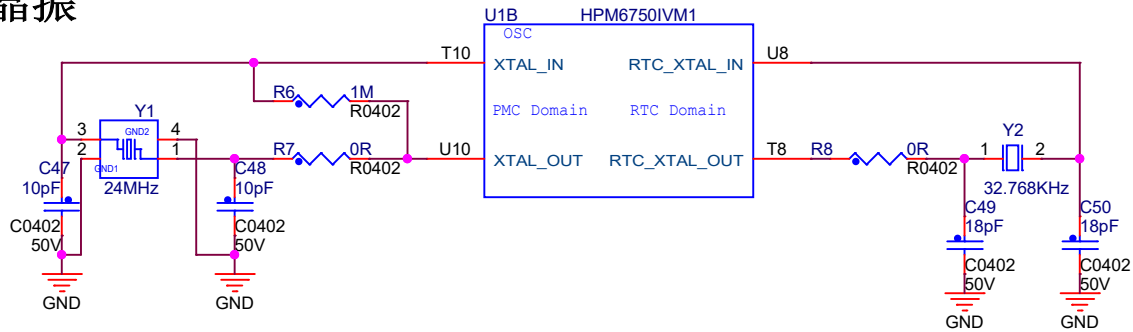 晶振
U1B HPM6750IVM1
OSC
T10 XTAL_IN RTC_XTAL_IN U8
R6 1M
R0402
PMC Domain RTC Domain
Y1
3 GND2 4
2 GND1 1
24MHz
R7 0R
R0402
U10 XTAL_OUT RTC_XTAL_OUT T8
R8 0R
R0402
Y2
1 2
32.768KHz
C47
10pF
C0402
50V
C48
10pF
C0402
50V
C49
18pF
C0402
50V
C50
18pF
C0402
50V
GND
GND
GND
GND